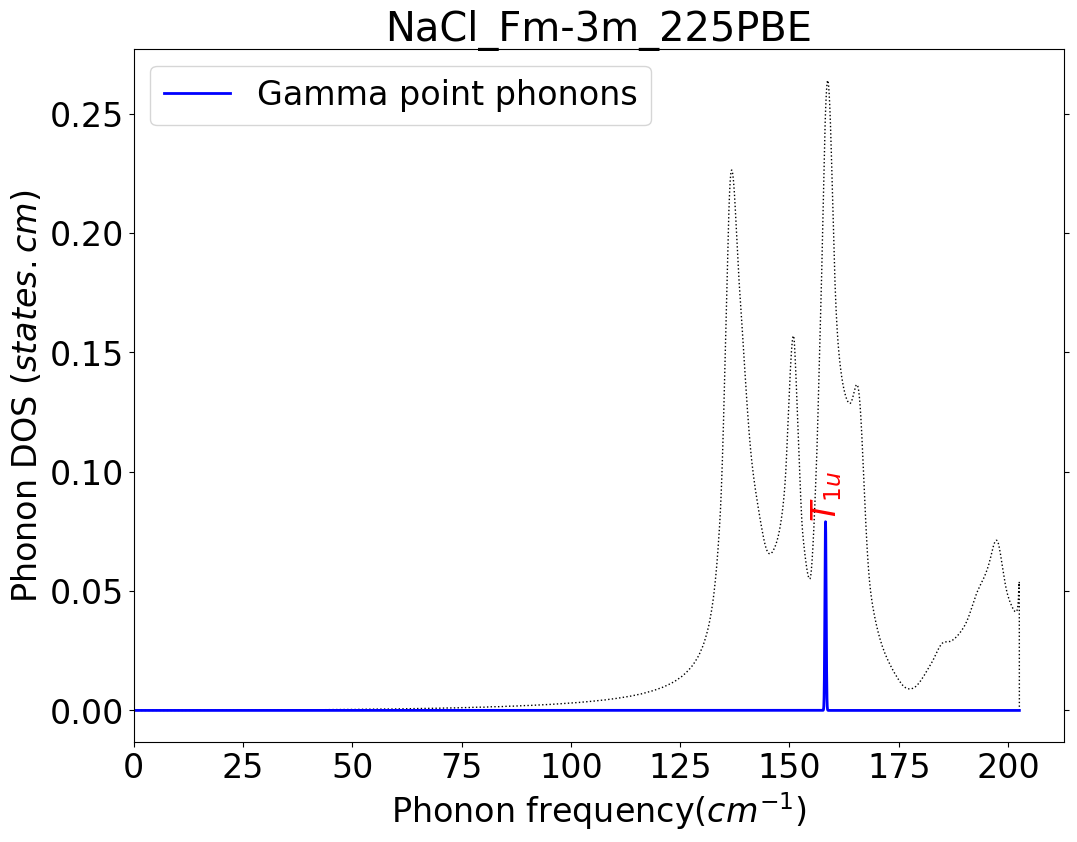 NaCl_Fm-3m_225PBE
Gamma point phonons
Phonon DOS (states.cm)
0.25
0.20
0.15
0.10
0.05
0.00
T₁ᵤ
0 25 50 75 100 125 150 175 200
Phonon frequency(cm⁻¹)